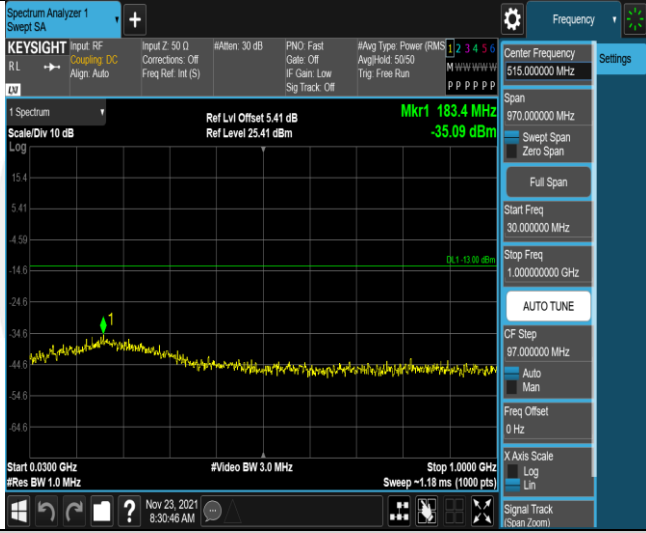 Spectrum Analyzer 1
Swept SA
Frequency
KEYSIGHT
Input: RF
Input Z: 50 Ω
#Atten: 30 dB
PNO: Fast
#Avg Type: Power (RMS
1 2 3 4 5 6
RL
Coupling: DC
Corrections: Off
Gate: Off
Avg|Hold: 50/50
M W W W W W
Align: Auto
Freq Ref: Int (S)
IF Gain: Low
Trig: Free Run
Sig Track: Off
P P P P P P
LXI
1 Spectrum
Ref Lvl Offset 5.41 dB
Mkr1 183.4 MHz
Scale/Div 10 dB
Ref Level 25.41 dBm
-35.09 dBm
Log
15.4
5.41
-4.59
DL1 -13.00 dBm
-14.6
-24.6
1
-34.6
-44.6
-54.6
-64.6
Start 0.0300 GHz
#Video BW 3.0 MHz
Stop 1.0000 GHz
#Res BW 1.0 MHz
Sweep ~1.18 ms (1000 pts)
Center Frequency
515.000000 MHz
Settings
Span
970.000000 MHz
Swept Span
Zero Span
Full Span
Start Freq
30.000000 MHz
Stop Freq
1.000000000 GHz
AUTO TUNE
CF Step
97.000000 MHz
Auto
Man
Freq Offset
0 Hz
X Axis Scale
Log
Lin
Signal Track
(Span Zoom)
?
Nov 23, 2021
8:30:46 AM